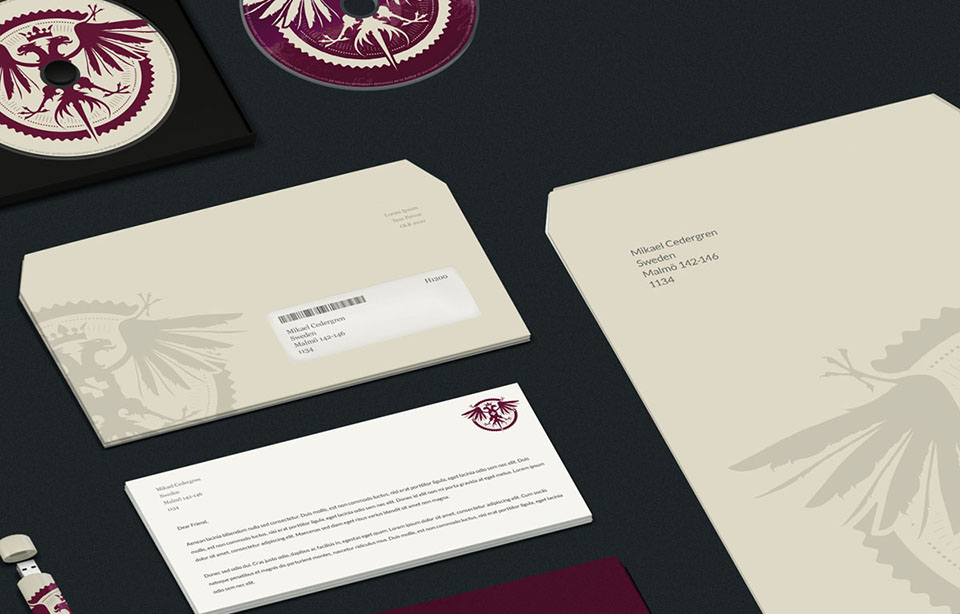 Lorem Ipsum
H1200
Mikael Cedergren
Sweden
Malmö 142-146
1134
Mikael Cedergren
Sweden
Malmö 142-146
1134
Mikael Cedergren
Sweden
Malmö 142-146
1134
Dear Friend,
Aenean lacinia bibendum nulla sed consectetur. Duis mollis, est non commodo luctus, nisi erat porttitor ligula, eget lacinia odio sem nec elit. Duis
mollis, est non commodo luctus, nisi erat porttitor ligula, eget lacinia odio sem nec elit. Donec id elit non mi porta gravida at eget metus. Lorem ipsum
dolor sit amet, consectetur adipiscing elit. Maecenas sed diam eget risus varius blandit sit amet non magna.
Donec sed odio dui. Cras justo odio, dapibus ac facilisis in, egestas eget quam. Lorem ipsum dolor sit amet, consectetur adipiscing elit. Cum sociis
natoque penatibus et magnis dis parturient montes, nascetur ridiculus mus. Duis mollis, est non commodo luctus, nisi erat porttitor ligula, eget lacinia
odio sem nec elit.